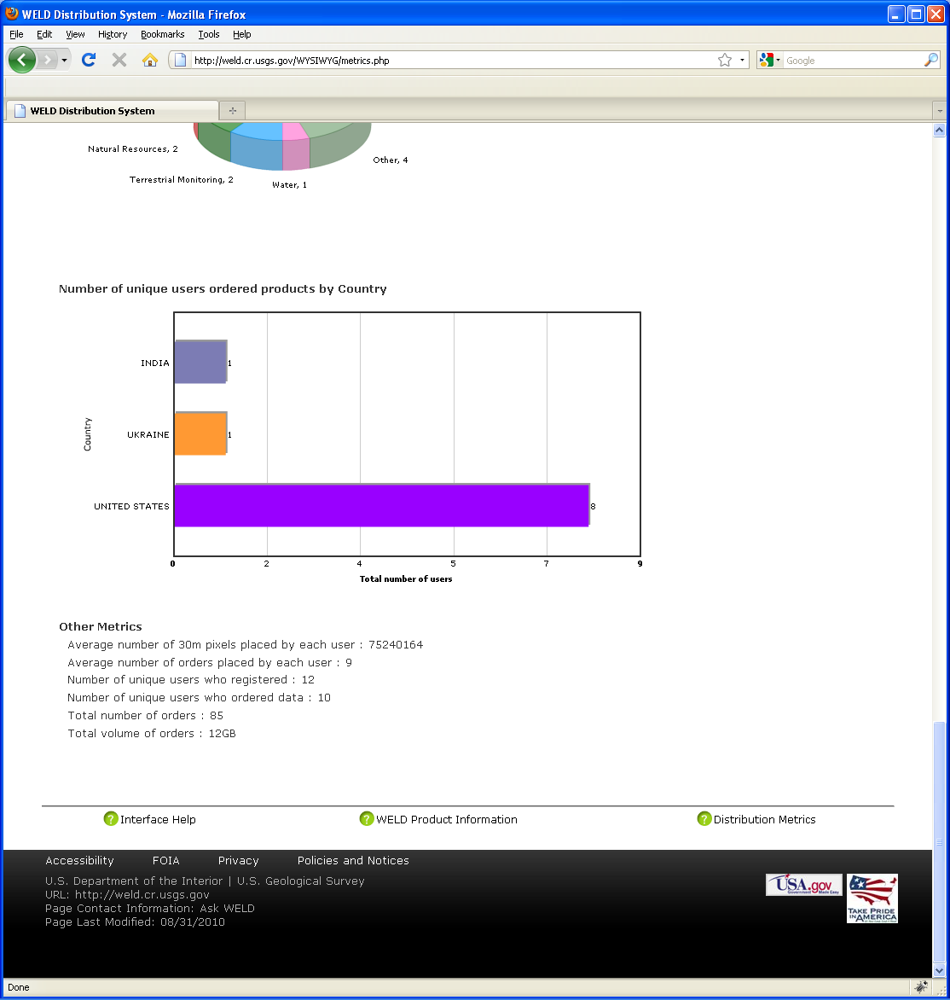 WELD Distribution System - Mozilla Firefox
File Edit View History Bookmarks Tools Help
http://weld.cr.usgs.gov/WYSIWYG/metrics.php
Google
WELD Distribution System
Natural Resources, 2
Other, 4
Terrestrial Monitoring, 2
Water, 1
Number of unique users ordered products by Country
INDIA 1
UKRAINE 1
UNITED STATES 8
Country
0 2 4 5 7 9
Total number of users
Other Metrics
Average number of 30m pixels placed by each user : 75240164
Average number of orders placed by each user : 9
Number of unique users who registered : 12
Number of unique users who ordered data : 10
Total number of orders : 85
Total volume of orders : 12GB
Interface Help WELD Product Information Distribution Metrics
Accessibility FOIA Privacy Policies and Notices
U.S. Department of the Interior | U.S. Geological Survey
URL: http://weld.cr.usgs.gov
Page Contact Information: Ask WELD
Page Last Modified: 08/31/2010
USA.gov
Government Made Easy
TAKE PRIDE
IN AMERICA
Done